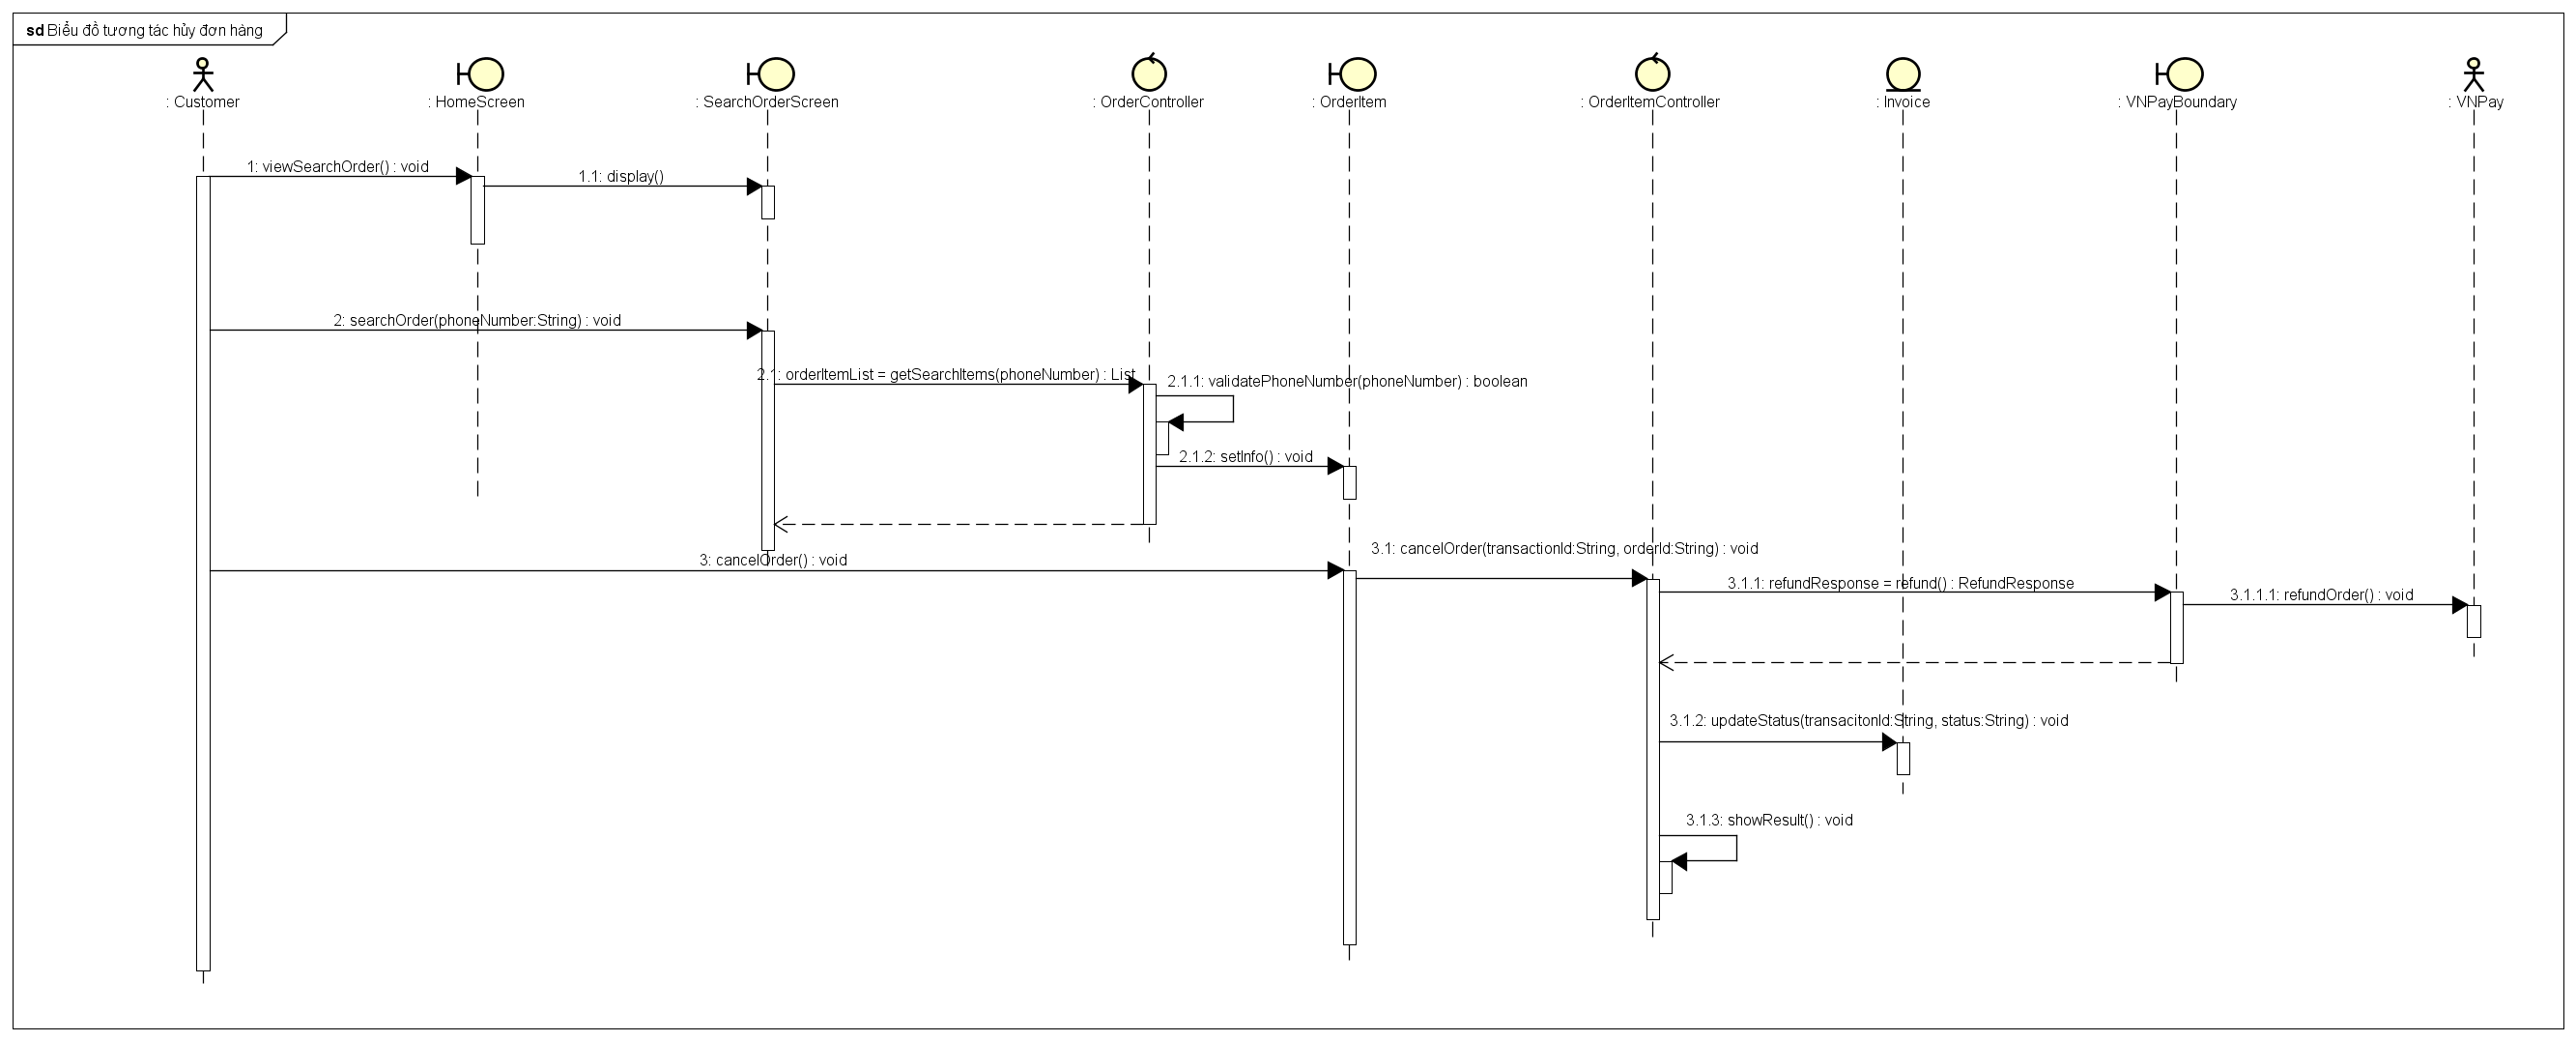 sd Biểu đồ tương tác hủy đơn hàng
: Customer
: HomeScreen
: SearchOrderScreen
: OrderController
: OrderItem
: OrderItemController
: Invoice
: VNPayBoundary
: VNPay
1: viewSearchOrder() : void
1.1: display()
2: searchOrder(phoneNumber:String) : void
2.1: orderItemList = getSearchItems(phoneNumber) : List
2.1.1: validatePhoneNumber(phoneNumber) : boolean
2.1.2: setInfo() : void
3: cancelOrder() : void
3.1: cancelOrder(transactionId:String, orderId:String) : void
3.1.1: refundResponse = refund() : RefundResponse
3.1.1.1: refundOrder() : void
3.1.2: updateStatus(transacitonId:String, status:String) : void
3.1.3: showResult() : void